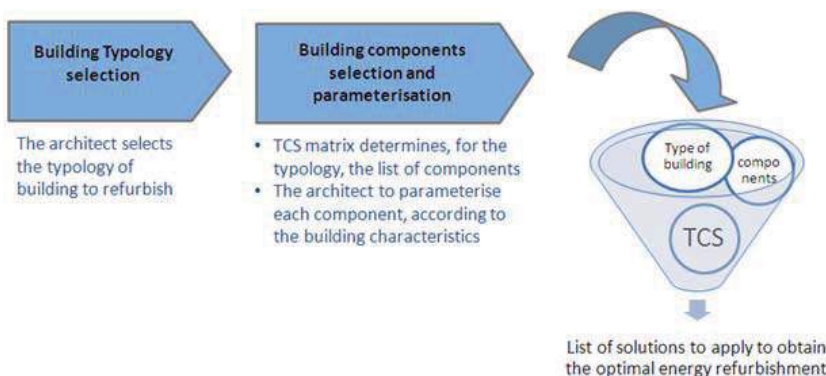 Building Typology
selection
Building components
selection and
parameterisation
The architect selects
the typology of
building to refurbish
• TCS matrix determines, for the
typology, the list of components
• The architect to parameterise
each component, according to
the building characteristics
Type of
building
compo
nents
TCS
List of solutions to apply to obtain
the optimal energy refurbishment